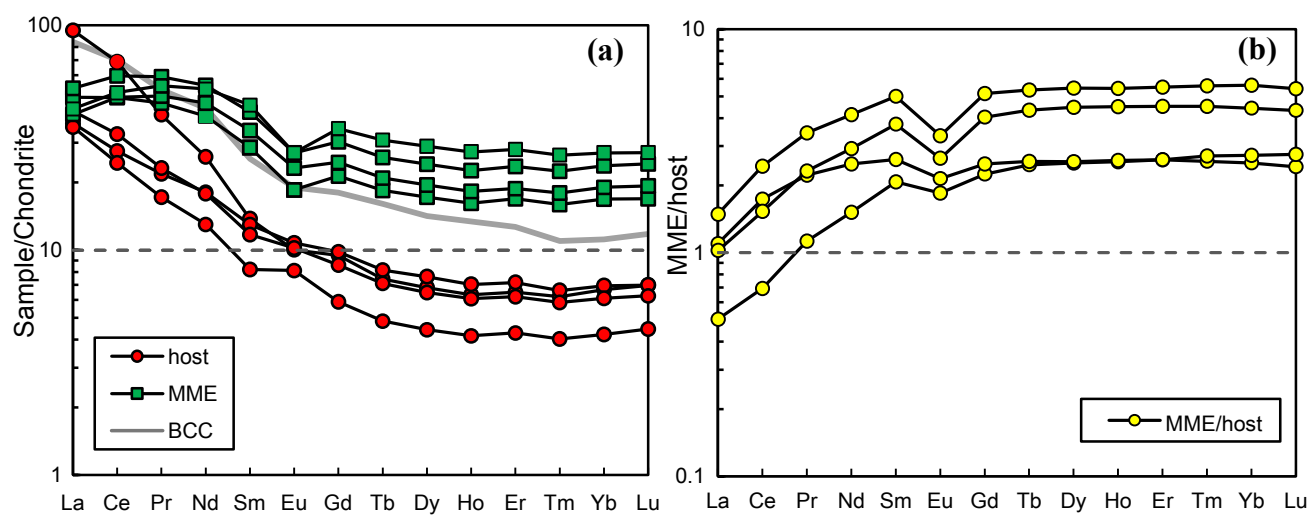 (a)
Sample/Chondrite
100
10
1
host
MME
BCC
La Ce Pr Nd Sm Eu Gd Tb Dy Ho Er Tm Yb Lu
(b)
MME/host
10
1
0.1
MME/host
La Ce Pr Nd Sm Eu Gd Tb Dy Ho Er Tm Yb Lu